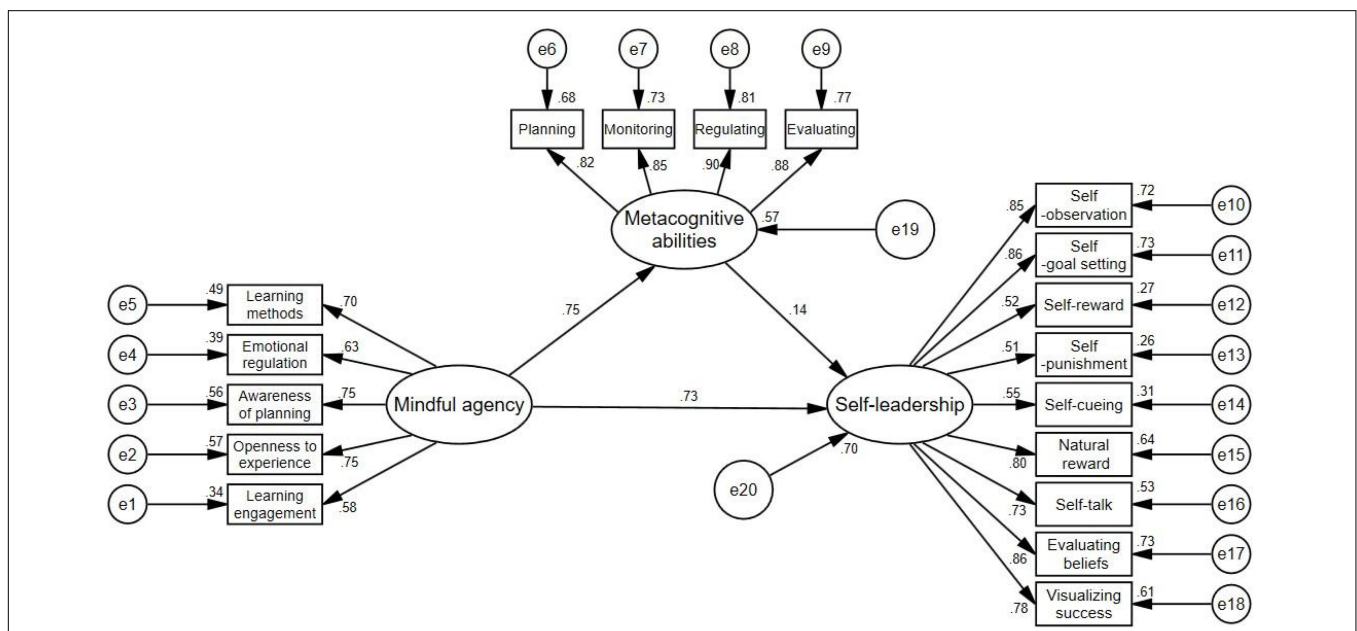 e6
e7
e8
e9
.68
.73
.81
.77
Planning
Monitoring
Regulating
Evaluating
.82
.85
.90
.88
Metacognitive
abilities
.57
e19
.75
.14
e5
.49
Learning
methods
.70
e4
.39
Emotional
regulation
.63
e3
.56
Awareness
of planning
.75
e2
.57
Openness to
experience
.75
e1
.34
Learning
engagement
.58
Mindful agency
.73
Self-leadership
.70
e20
.85
Self
-observation
.72
e10
.86
Self
-goal setting
.73
e11
.52
Self-reward
.27
e12
.51
Self
-punishment
.26
e13
.55
Self-cueing
.31
e14
.80
Natural
reward
.64
e15
.73
Self-talk
.53
e16
.86
Evaluating
beliefs
.73
e17
.78
Visualizing
success
.61
e18